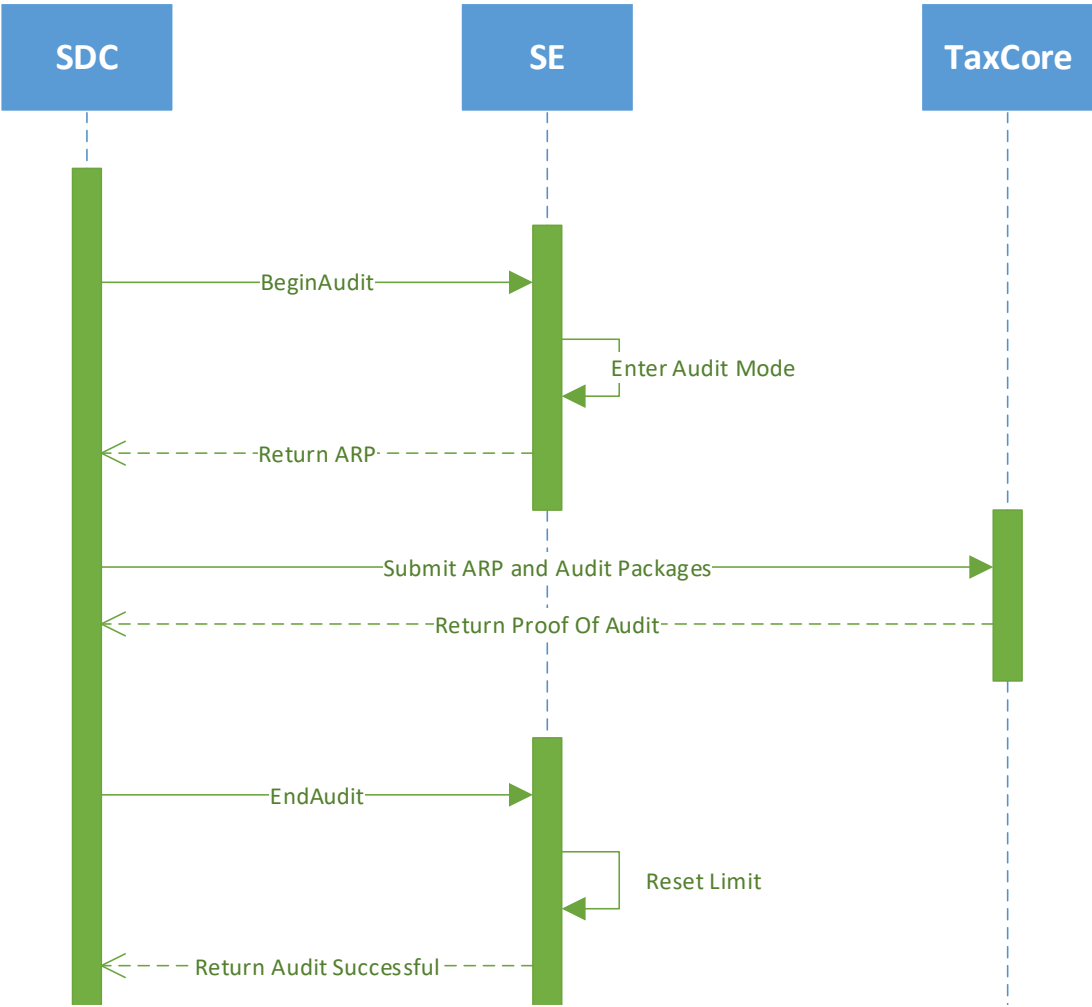 SDC
SE
TaxCore
BeginAudit
Enter Audit Mode
Return ARP
Submit ARP and Audit Packages
Return Proof Of Audit
EndAudit
Reset Limit
Return Audit Successful